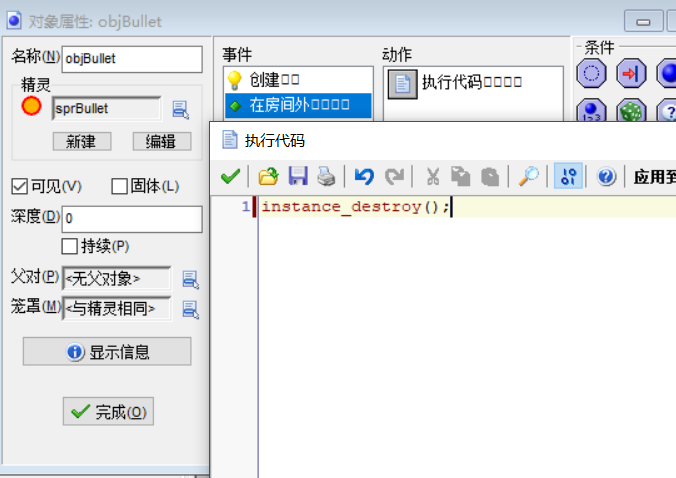 对象属性: objBullet
名称(N) objBullet
精灵
sprBullet
新建 编辑
可见(V) 固体(L)
深度(D) 0
持续(P)
父对(P) <无父对象>
笼罩(M) <与精灵相同>
显示信息
完成(O)
事件
创建□□
在房间外□□□□
动作
执行代码□□□□
条件
执行代码
应用到
1 instance_destroy();